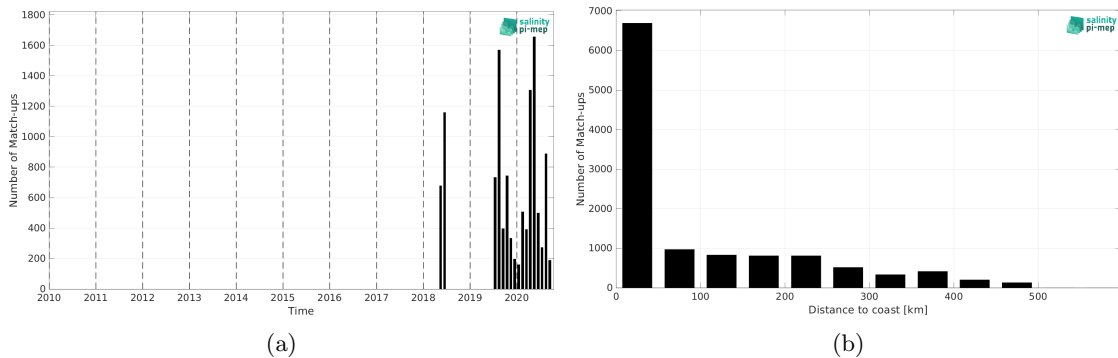 salinity
pi-mep
1800
1600
1400
1200
1000
800
600
400
200
0
Number of Match-ups
2010 2011 2012 2013 2014 2015 2016 2017 2018 2019 2020
Time
(a)
salinity
pi-mep
7000
6000
5000
4000
3000
2000
1000
0
Number of Match-ups
0 100 200 300 400 500
Distance to coast [km]
(b)